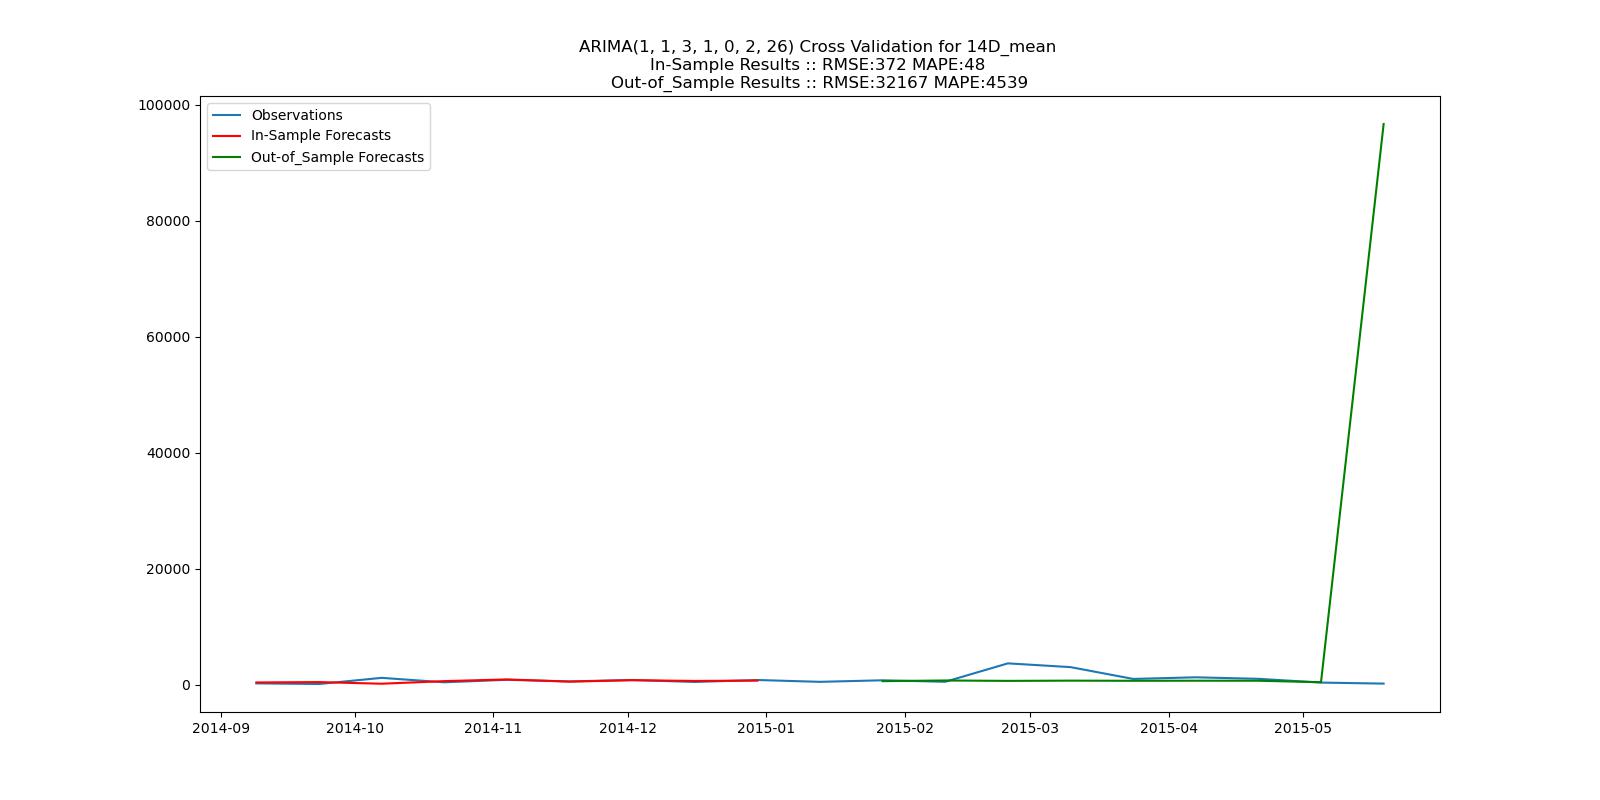 ARIMA(1, 1, 3, 1, 0, 2, 26) Cross Validation for 14D_mean
In-Sample Results :: RMSE:372 MAPE:48
Out-of_Sample Results :: RMSE:32167 MAPE:4539
Observations
In-Sample Forecasts
Out-of_Sample Forecasts
100000
80000
60000
40000
20000
0
2014-09 2014-10 2014-11 2014-12 2015-01 2015-02 2015-03 2015-04 2015-05